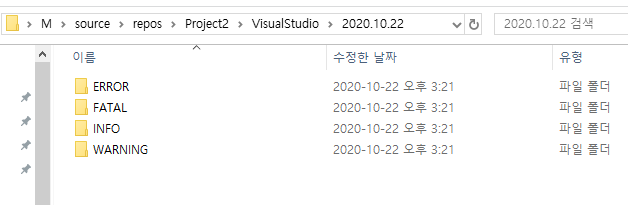 M > source > repos > Project2 > VisualStudio > 2020.10.22 2020.10.22 검색
이름 수정한 날짜 유형
ERROR 2020-10-22 오후 3:21 파일 폴더
FATAL 2020-10-22 오후 3:21 파일 폴더
INFO 2020-10-22 오후 3:21 파일 폴더
WARNING 2020-10-22 오후 3:21 파일 폴더